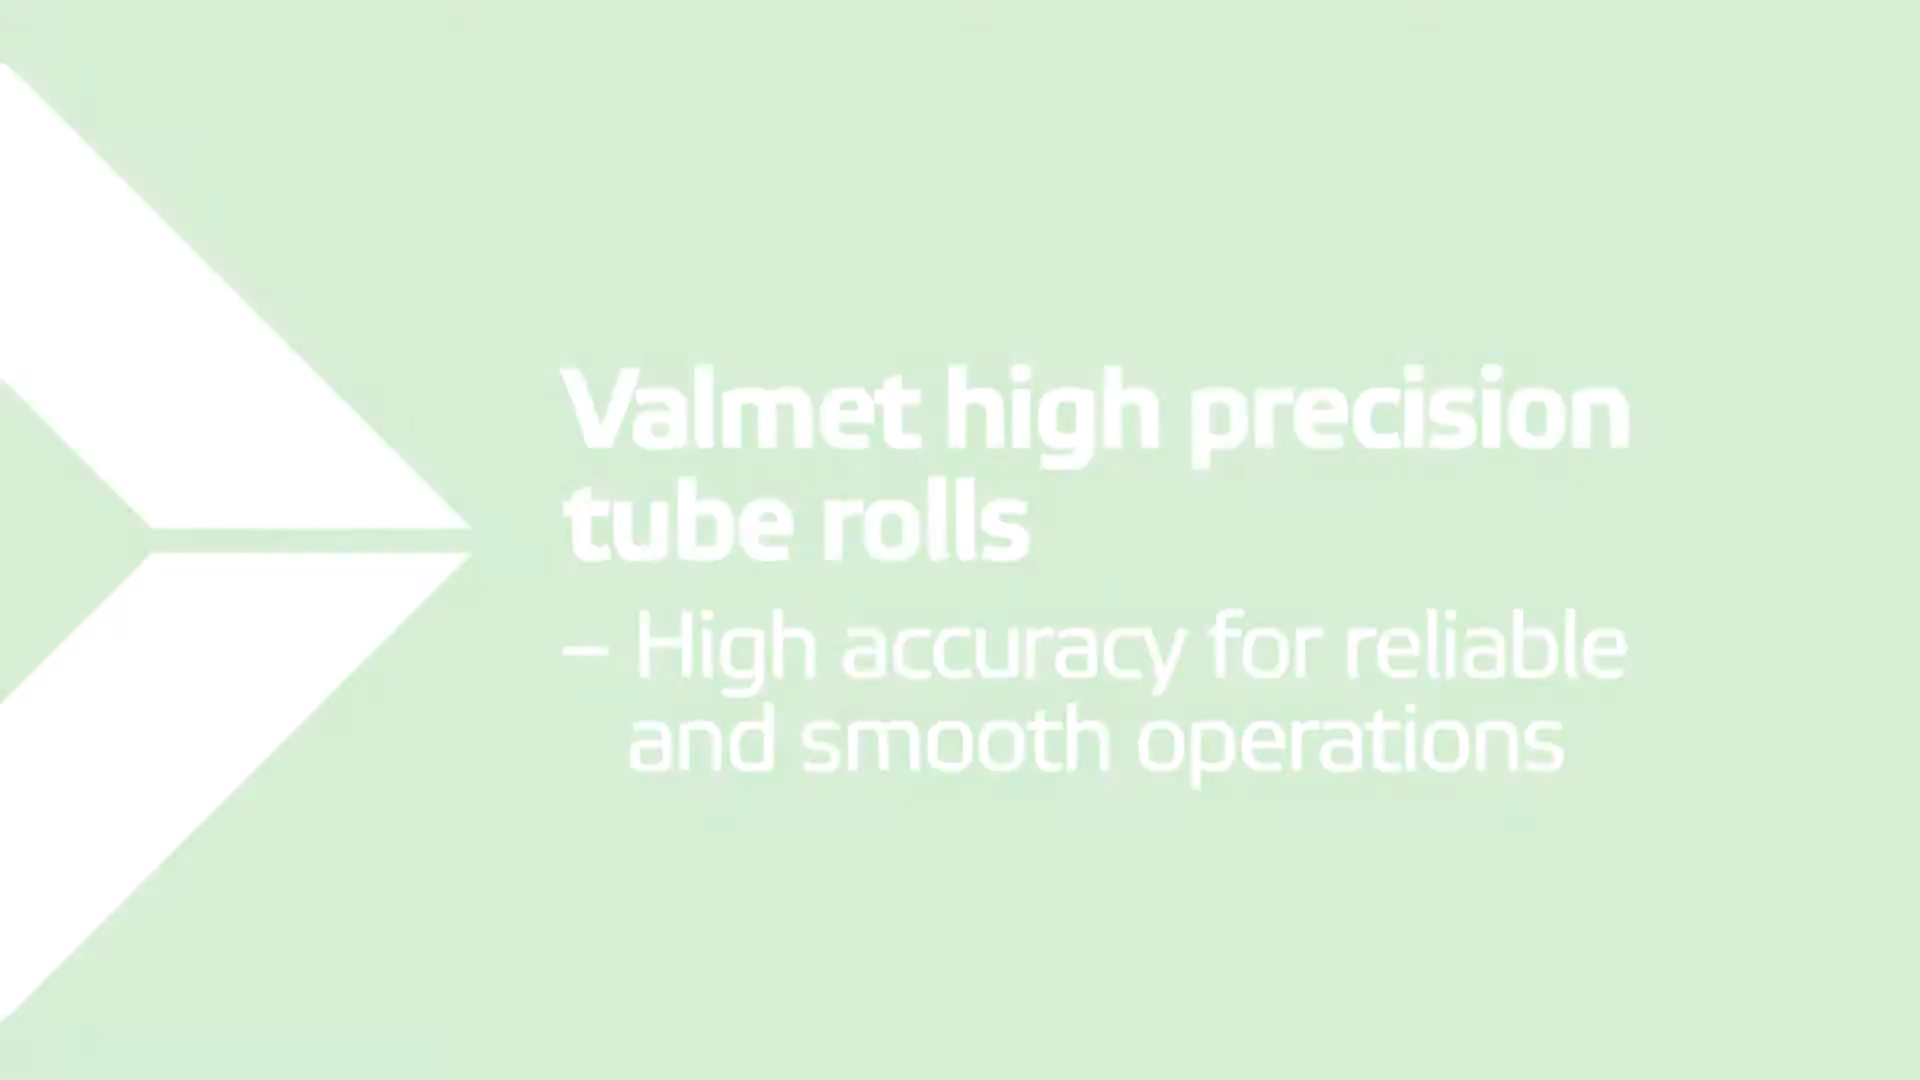 Valmet high precision
tube rolls
– High accuracy for reliable
and smooth operations